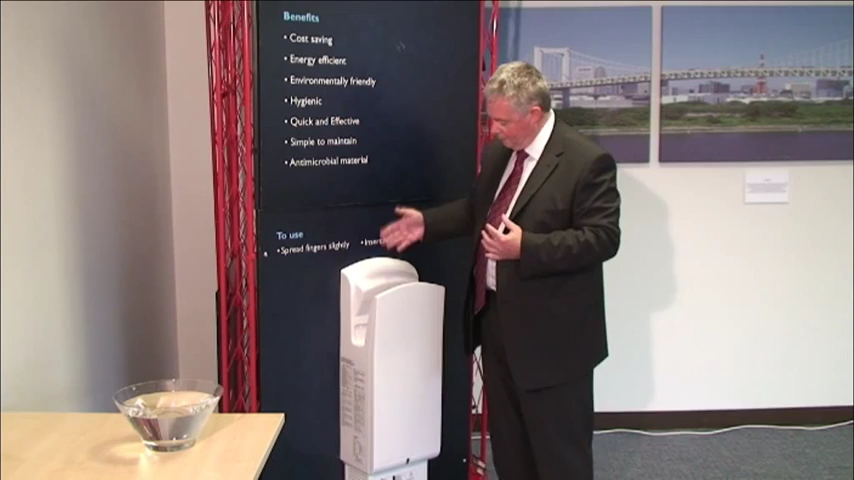 Benefits
• Cost saving
• Energy efficient
• Environmentally friendly
• Hygienic
• Quick and Effective
• Simple to maintain
• Antimicrobial material
To use
• Spread fingers slightly • Insert